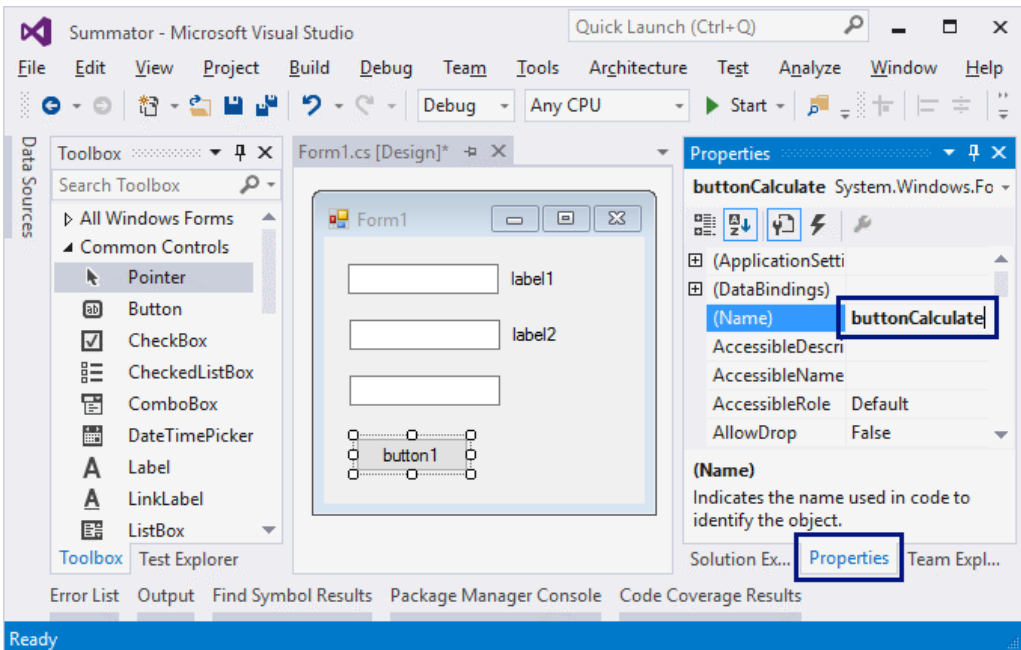 Summator - Microsoft Visual Studio
Quick Launch (Ctrl+Q)
File Edit View Project Build Debug Team Tools Architecture Test Analyze Window Help
Debug Any CPU Start
Data Sources
Toolbox
Search Toolbox
All Windows Forms
Common Controls
Pointer
Button
CheckBox
CheckedListBox
ComboBox
DateTimePicker
Label
LinkLabel
ListBox
Toolbox Test Explorer
Form1.cs [Design]*
Form1
label1
label2
button1
Properties
buttonCalculate System.Windows.Fo
(ApplicationSetti
(DataBindings)
(Name) buttonCalculate
AccessibleDescri
AccessibleName
AccessibleRole Default
AllowDrop False
(Name)
Indicates the name used in code to
identify the object.
Solution Ex... Properties Team Expl...
Error List Output Find Symbol Results Package Manager Console Code Coverage Results
Ready